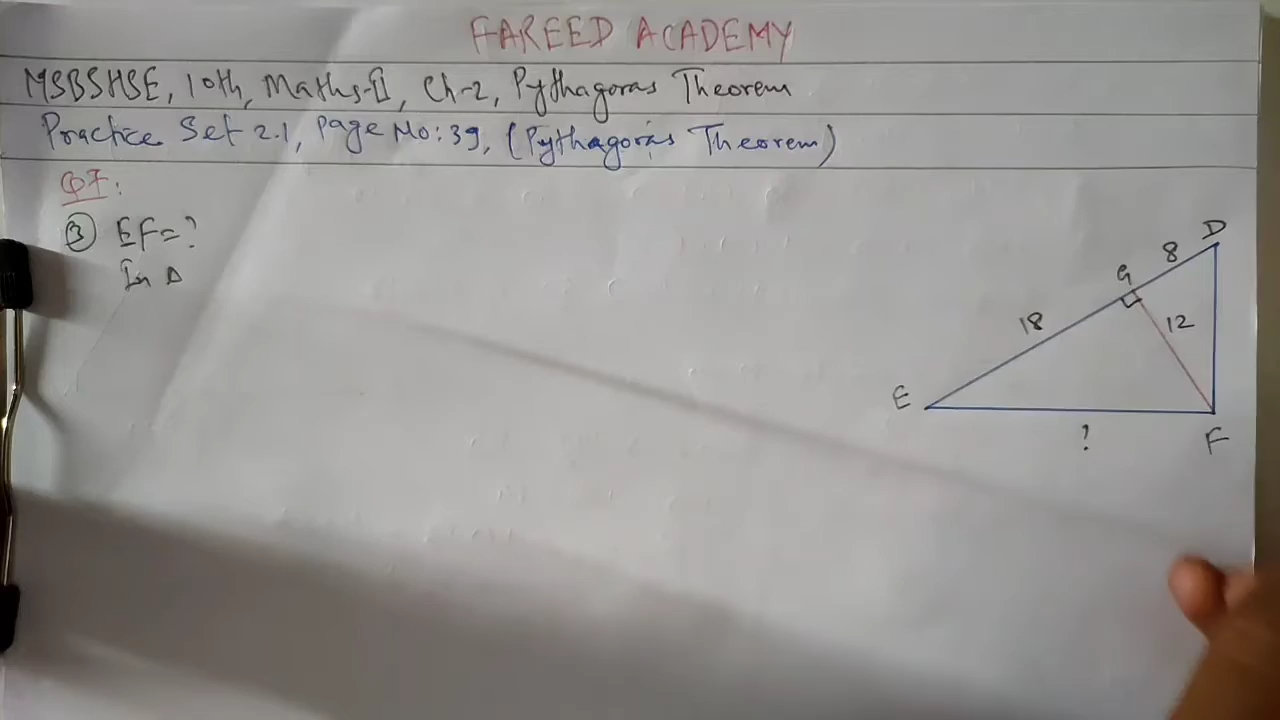 FAREED ACADEMY
MSBSHSE, 10th, Maths-II, Ch-2, Pythagoras Theorem
Practice Set 2.1, Page No: 39, (Pythagoras Theorem)
Q7:
③ EF=?
In Δ
D
8
G
18
12
E
?
F